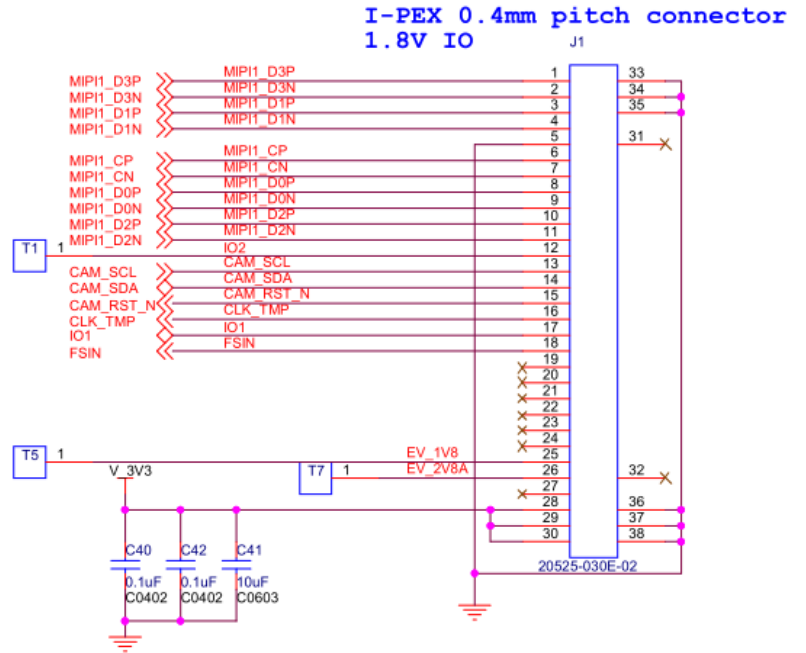 I-PEX 0.4mm pitch connector
1.8V IO
J1
MIPI1_D3P MIPI1_D3P 1 33
MIPI1_D3N MIPI1_D3N 2 34
MIPI1_D1P MIPI1_D1P 3 35
MIPI1_D1N MIPI1_D1N 4
5 31
MIPI1_CP MIPI1_CP 6
MIPI1_CN MIPI1_CN 7
MIPI1_D0P MIPI1_D0P 8
MIPI1_D0N MIPI1_D0N 9
MIPI1_D2P MIPI1_D2P 10
MIPI1_D2N MIPI1_D2N 11
T1 1 IO2 12
CAM_SCL CAM_SCL 13
CAM_SDA CAM_SDA 14
CAM_RST_N CAM_RST_N 15
CLK_TMP CLK_TMP 16
IO1 IO1 17
FSIN FSIN 18
19
20
21
22
23
24
T5 1 EV_1V8 25
V_3V3 T7 1 EV_2V8A 26 32
27
28 36
29 37
30 38
20525-030E-02
C40 C42 C41
0.1uF 0.1uF 10uF
C0402 C0402 C0603